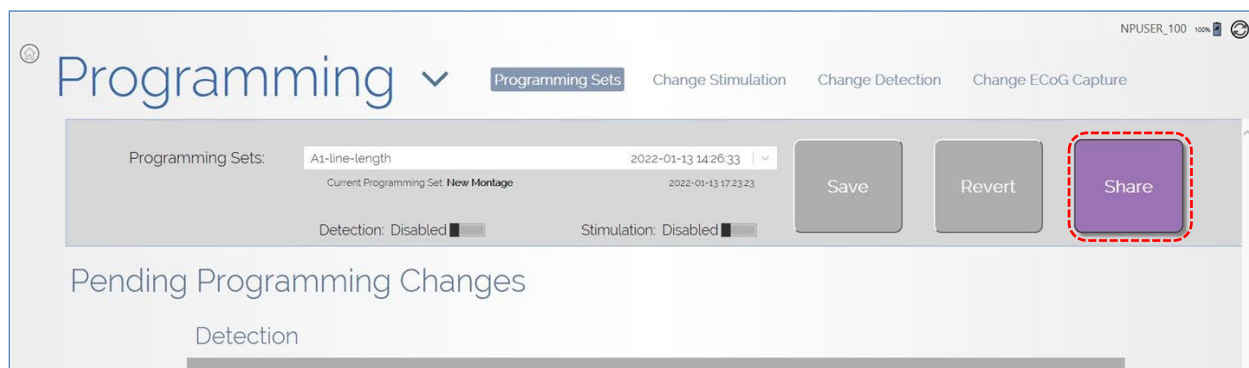 NPUSER_100 100%
Programming
Programming Sets Change Stimulation Change Detection Change ECoG Capture
Programming Sets: A1-line-length 2022-01-13 14:26:33
Current Programming Set: New Montage 2022-01-13 17:23:23
Save Revert Share
Detection: Disabled Stimulation: Disabled
Pending Programming Changes
Detection